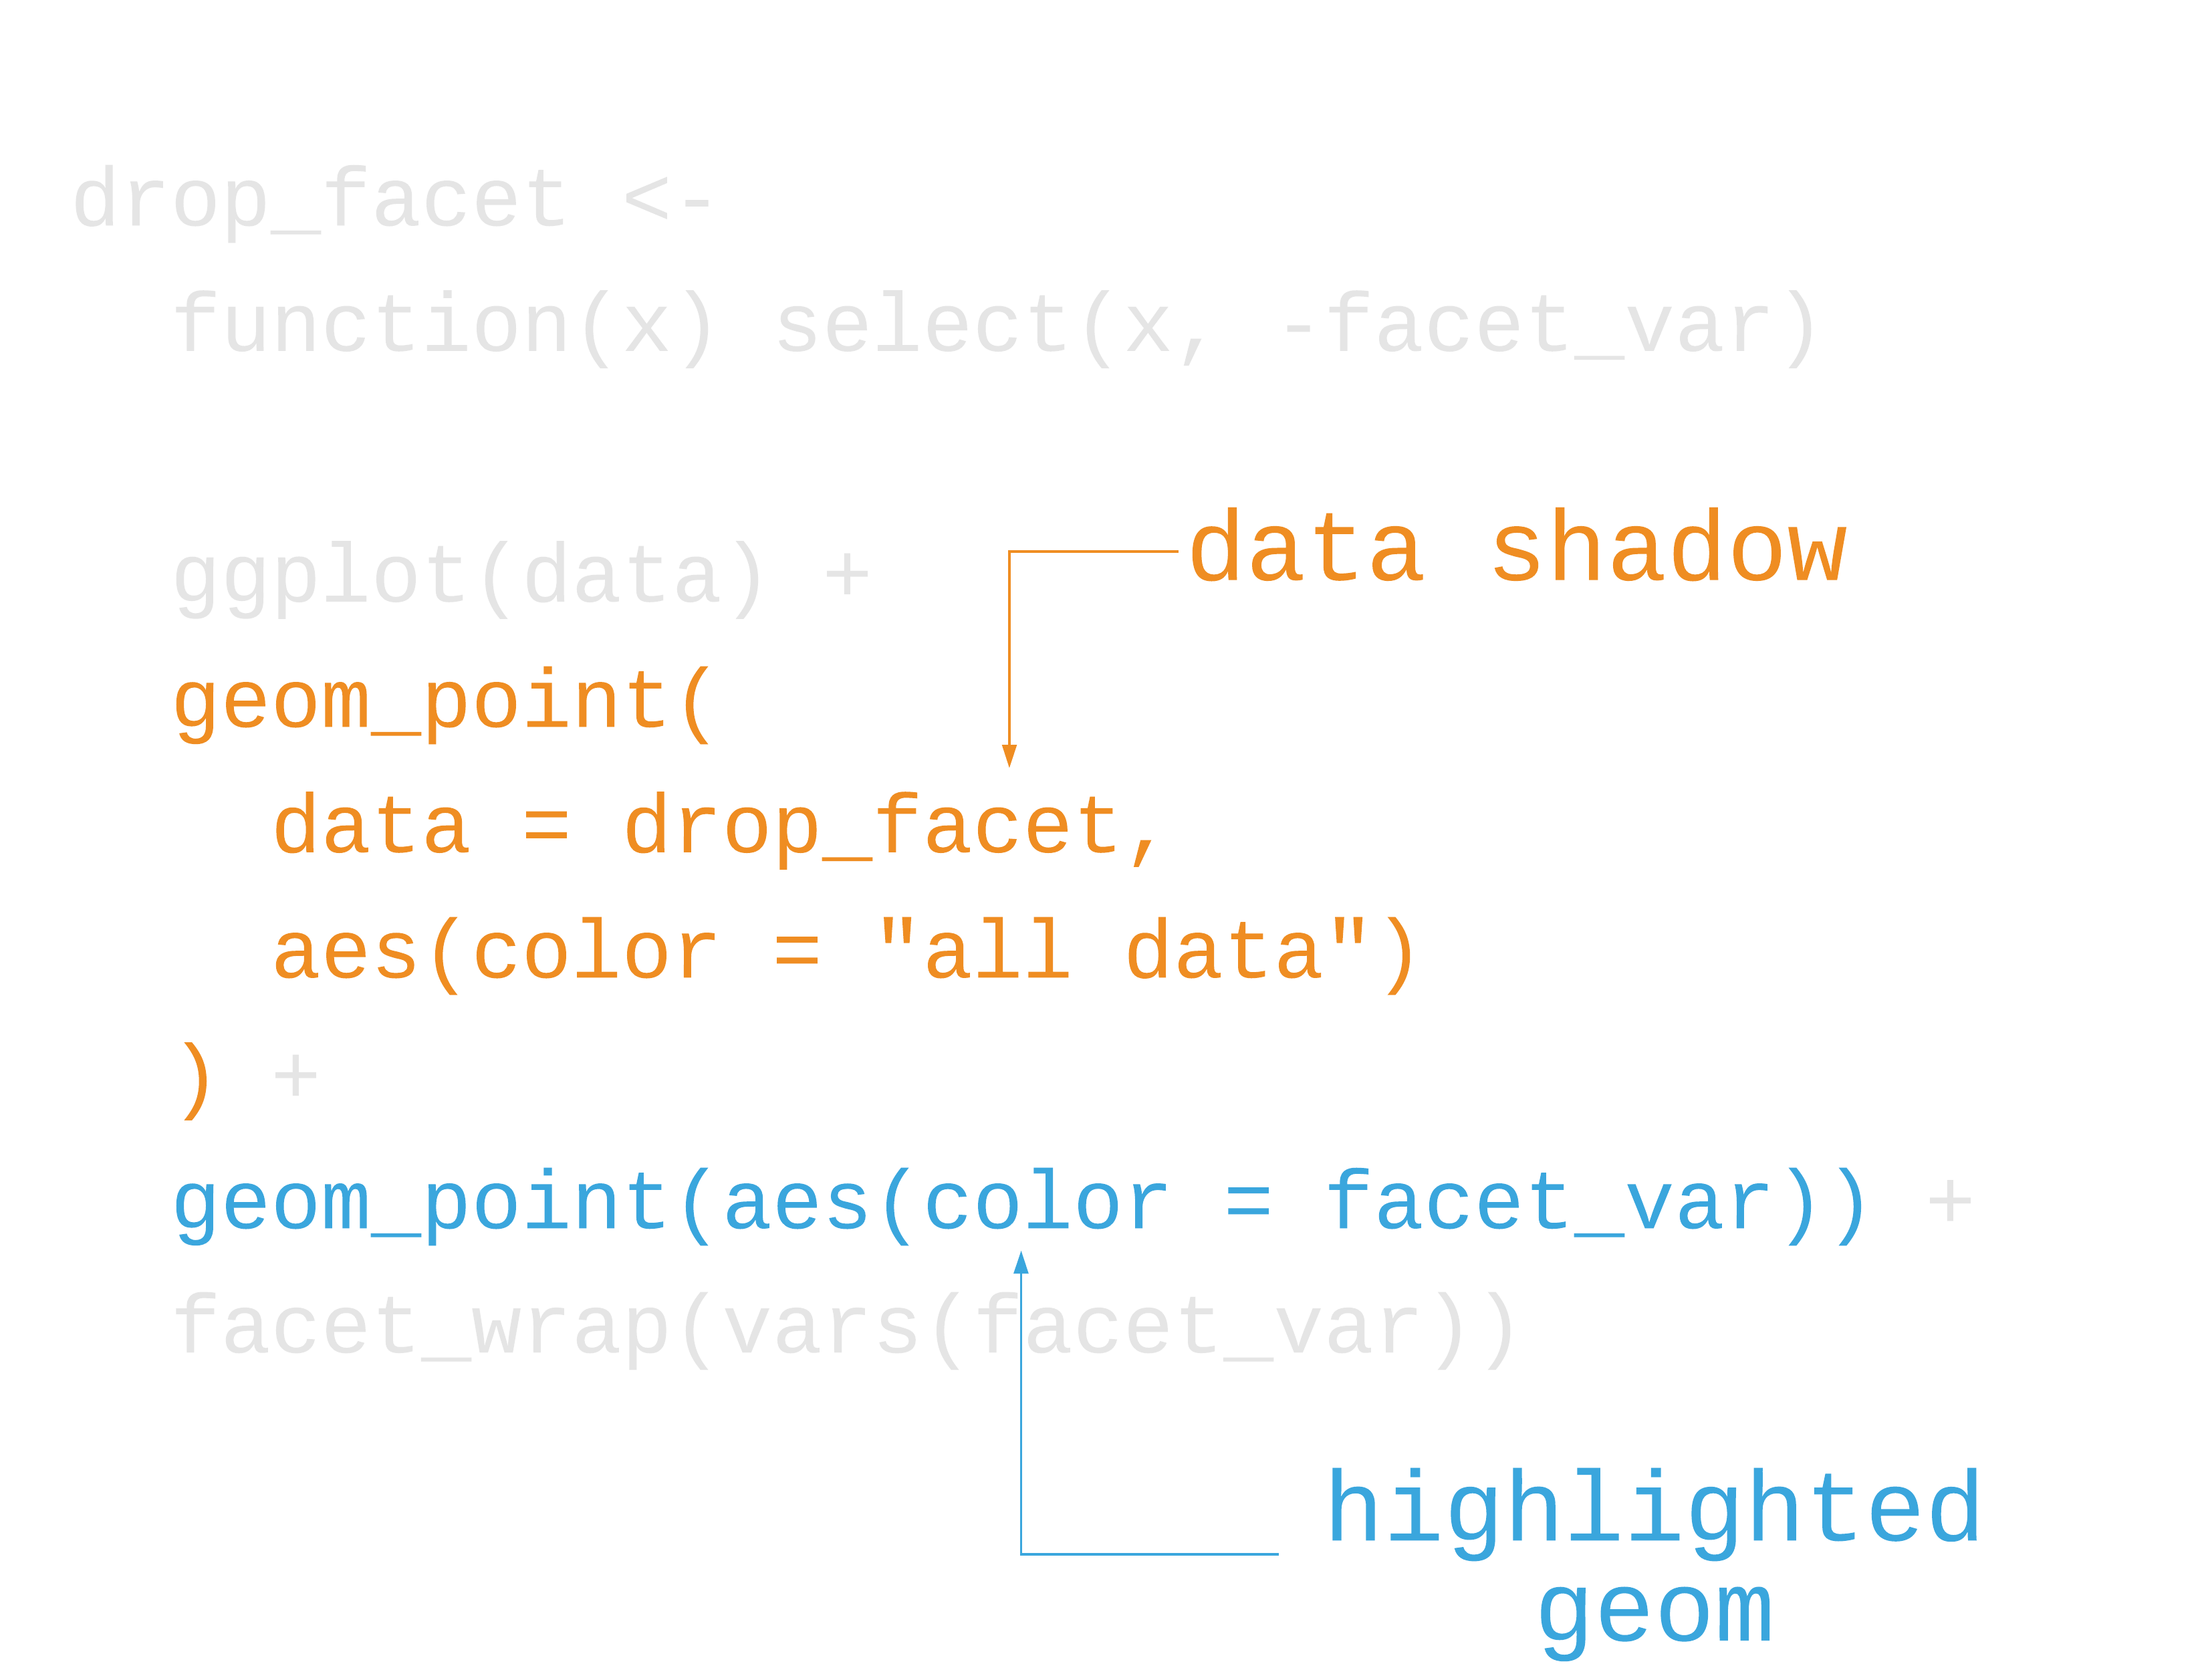 drop_facet <-
  function(x) select(x, -facet_var)
  ggplot(data) +
data shadow
  geom_point(
    data = drop_facet,
    aes(color = "all data")
  ) +
  geom_point(aes(color = facet_var)) +
  facet_wrap(vars(facet_var))
highlighted
geom